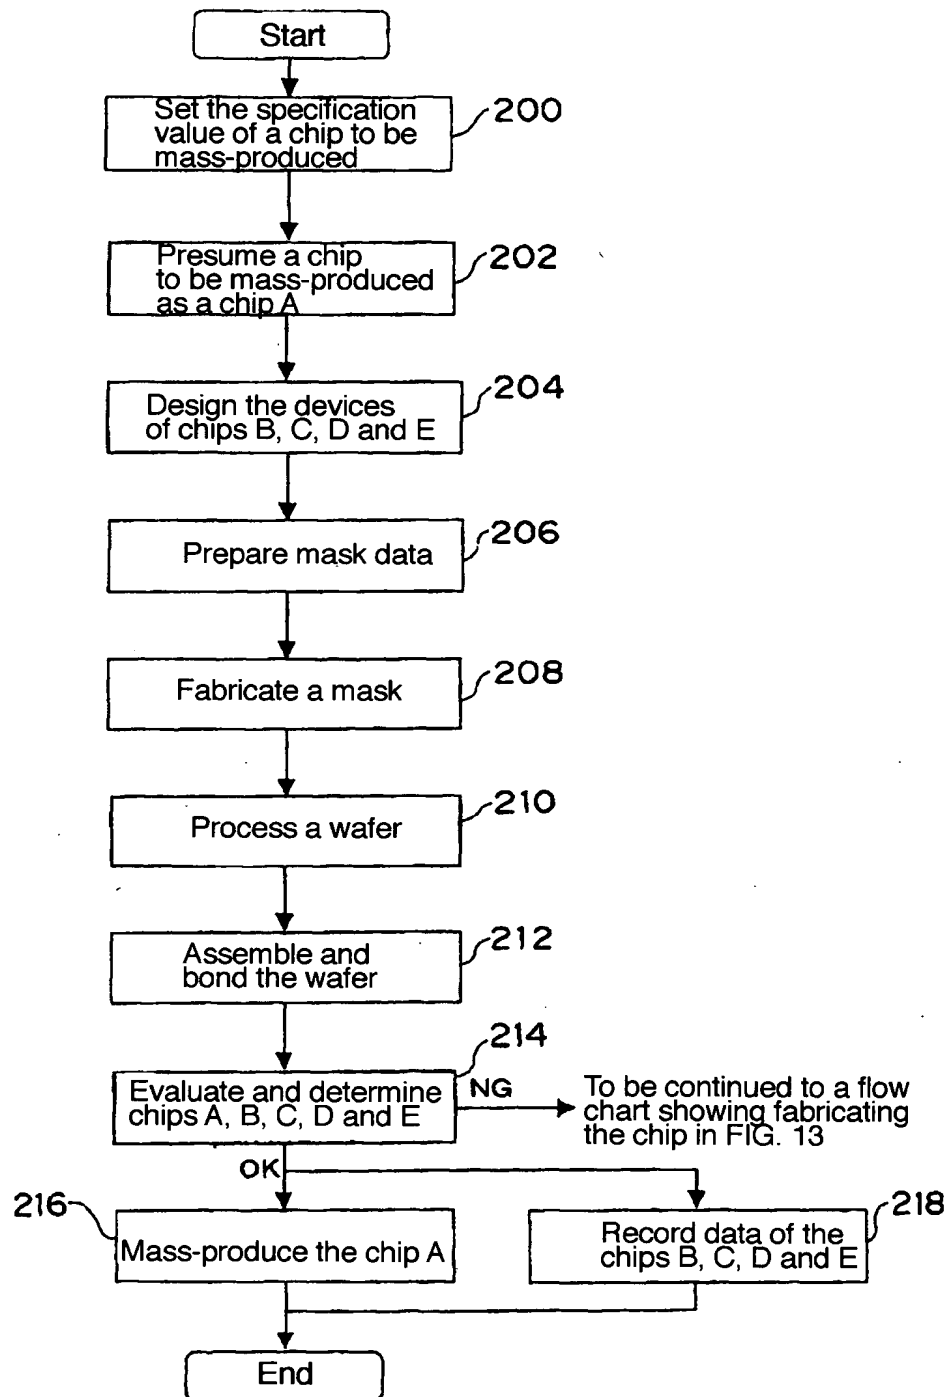 Start
Set the specification
value of a chip to be
mass-produced
200
Presume a chip
to be mass-produced
as a chip A
202
Design the devices
of chips B, C, D and E
204
Prepare mask data
206
Fabricate a mask
208
Process a wafer
210
Assemble and
bond the wafer
212
214
Evaluate and determine
chips A, B, C, D and E
NG
To be continued to a flow
chart showing fabricating
the chip in FIG. 13
OK
216
Mass-produce the chip A
218
Record data of the
chips B, C, D and E
End